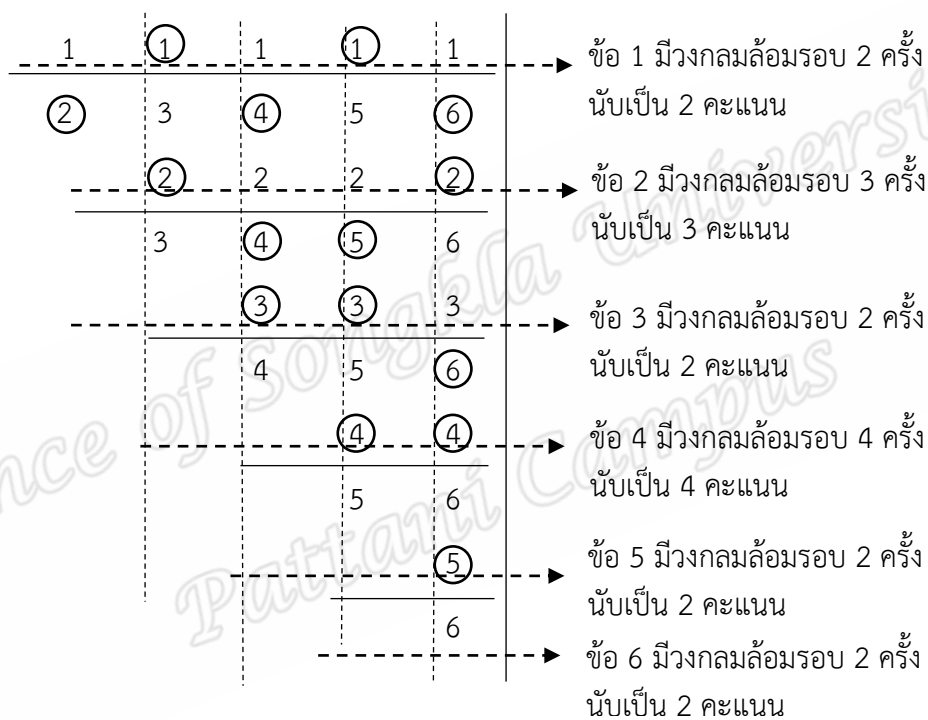 1 1 1 1 1
ข้อ 1 มีวงกลมล้อมรอบ 2 ครั้ง
นับเป็น 2 คะแนน
2 3 4 5 6
2 2 2 2
ข้อ 2 มีวงกลมล้อมรอบ 3 ครั้ง
นับเป็น 3 คะแนน
3 4 5 6
3 3 3
ข้อ 3 มีวงกลมล้อมรอบ 2 ครั้ง
นับเป็น 2 คะแนน
4 5 6
4 4
ข้อ 4 มีวงกลมล้อมรอบ 4 ครั้ง
นับเป็น 4 คะแนน
5 6
5
ข้อ 5 มีวงกลมล้อมรอบ 2 ครั้ง
นับเป็น 2 คะแนน
6
ข้อ 6 มีวงกลมล้อมรอบ 2 ครั้ง
นับเป็น 2 คะแนน
nce of Songkla Universi
Pattani Campus